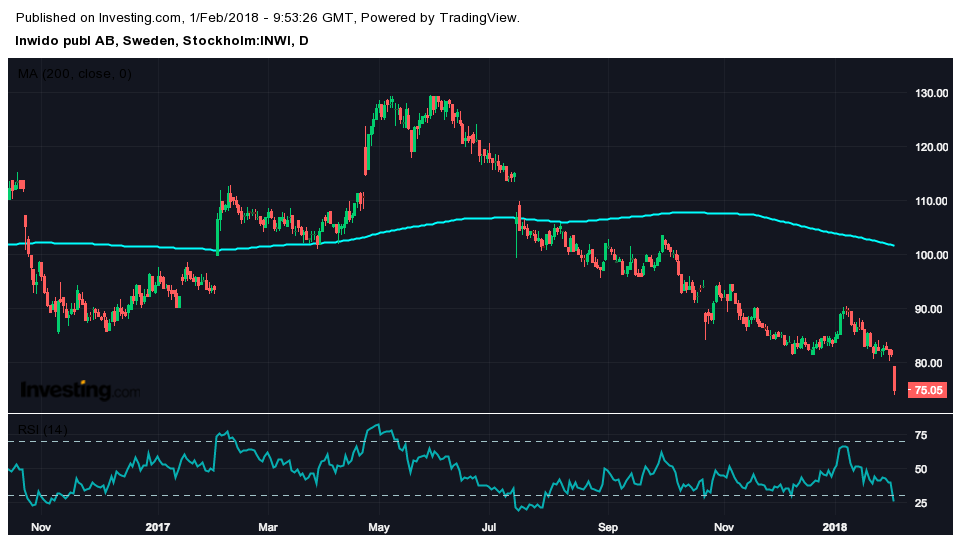 Published on Investing.com, 1/Feb/2018 - 9:53:26 GMT, Powered by TradingView.
Inwido publ AB, Sweden, Stockholm:INWI, D
MA (200, close, 0)
130.00
120.00
110.00
100.00
90.00
80.00
75.05
Investing.com
RSI (14)
75
50
25
Nov 2017 Mar May Jul Sep Nov 2018